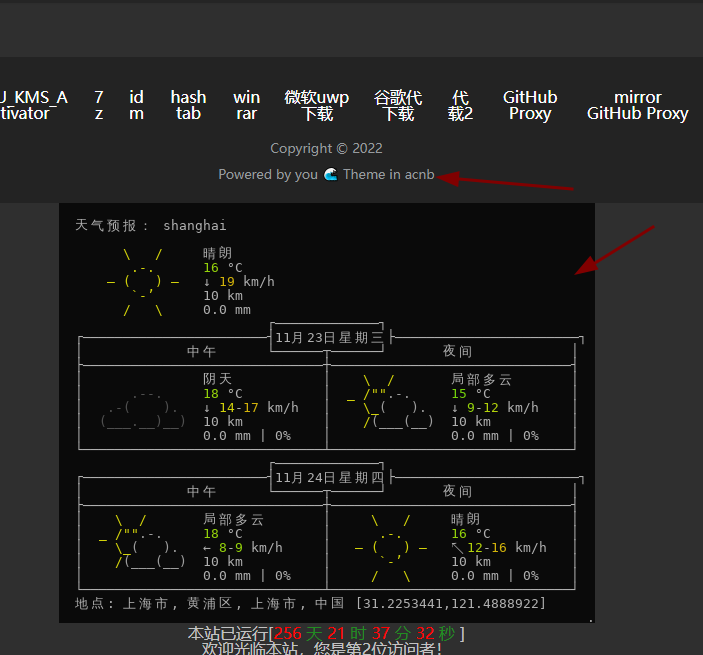 U_KMS_A
tivator
7
z
id
m
hash
tab
win
rar
微软uwp
下载
谷歌代
下载
代
载2
GitHub
Proxy
mirror
GitHub Proxy
Copyright © 2022
Powered by you 🌊 Theme in acnb
天气预报： shanghai
晴朗
16 °C
↓ 19 km/h
10 km
0.0 mm
11月23日星期三
中午 夜间
阴天 局部多云
18 °C 15 °C
↓ 14-17 km/h ↓ 9-12 km/h
10 km 10 km
0.0 mm | 0% 0.0 mm | 0%
11月24日星期四
中午 夜间
局部多云 晴朗
18 °C 16 °C
← 8-9 km/h ↖ 12-16 km/h
10 km 10 km
0.0 mm | 0% 0.0 mm | 0%
地点: 上海市, 黄浦区, 上海市, 中国 [31.2253441,121.4888922]
本站已运行[256 天 21 时 37 分 32 秒 ]
欢迎光临本站，您是第2位访问者！